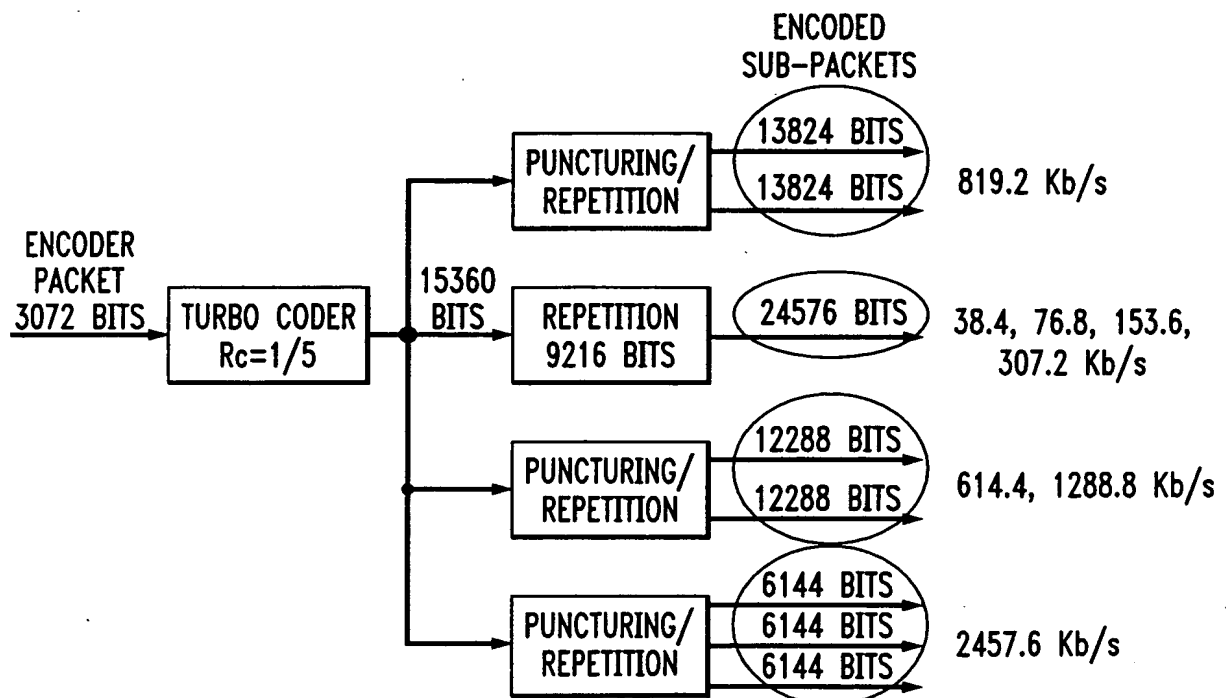 ENCODED
SUB-PACKETS
13824 BITS
PUNCTURING/
REPETITION
13824 BITS
819.2 Kb/s
ENCODER
PACKET
3072 BITS
TURBO CODER
Rc=1/5
15360
BITS
REPETITION
9216 BITS
24576 BITS
38.4, 76.8, 153.6,
307.2 Kb/s
PUNCTURING/
REPETITION
12288 BITS
12288 BITS
614.4, 1288.8 Kb/s
PUNCTURING/
REPETITION
6144 BITS
6144 BITS
6144 BITS
2457.6 Kb/s